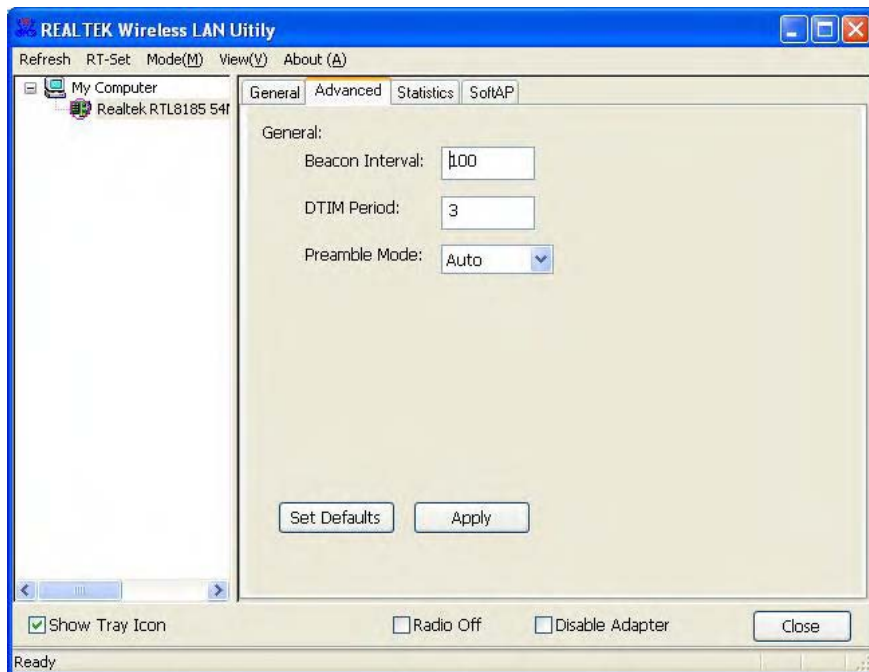 REALTEK Wireless LAN Uitily
Refresh RT-Set Mode(M) View(V) About (A)
My Computer
Realtek RTL8185 54
General Advanced Statistics SoftAP
General:
Beacon Interval: 100
DTIM Period: 3
Preamble Mode: Auto
Set Defaults Apply
Show Tray Icon Radio Off Disable Adapter Close
Ready